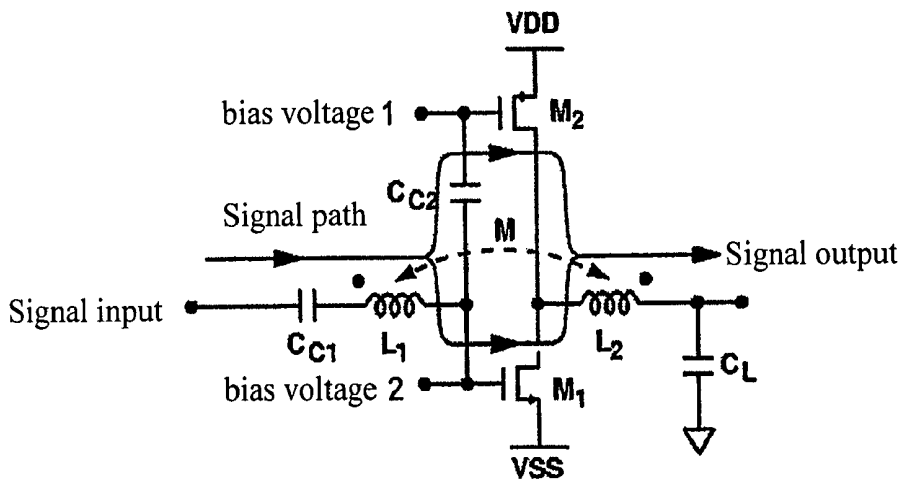 VDD
bias voltage 1
M2
CC2
Signal path
M
Signal output
Signal input
CC1
L1
L2
bias voltage 2
M1
CL
VSS